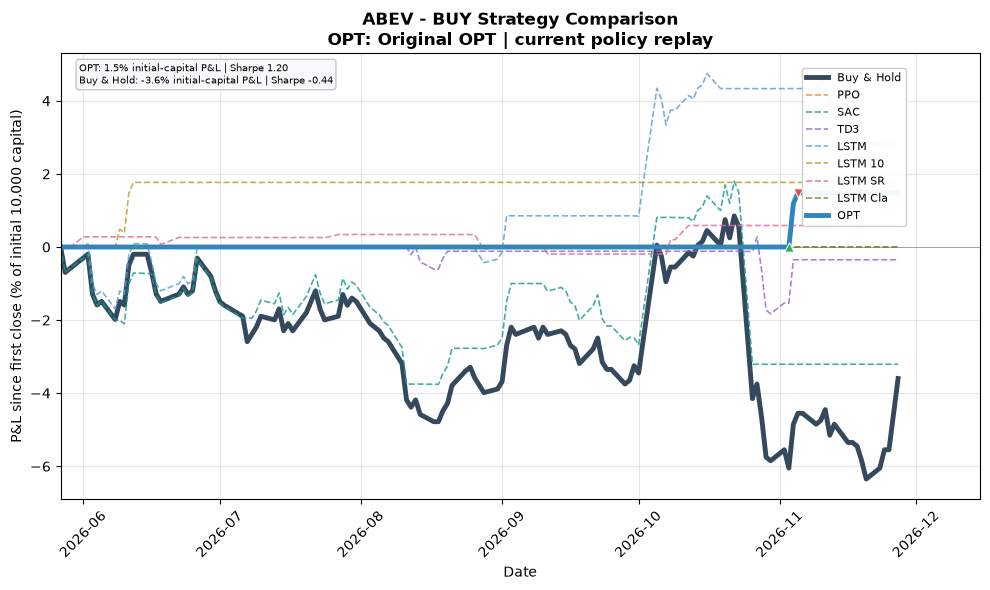 ABEV - BUY Strategy Comparison
OPT: Original OPT | current policy replay
OPT: 1.5% initial-capital P&L | Sharpe 1.20
Buy & Hold: -3.6% initial-capital P&L | Sharpe -0.44
Buy & Hold
PPO
SAC
TD3
LSTM
LSTM 10
LSTM SR
LSTM Cla
OPT
P&L since first close (% of initial 10,000 capital)
4
2
0
−2
−4
−6
2026-06
2026-07
2026-08
2026-09
2026-10
2026-11
2026-12
Date